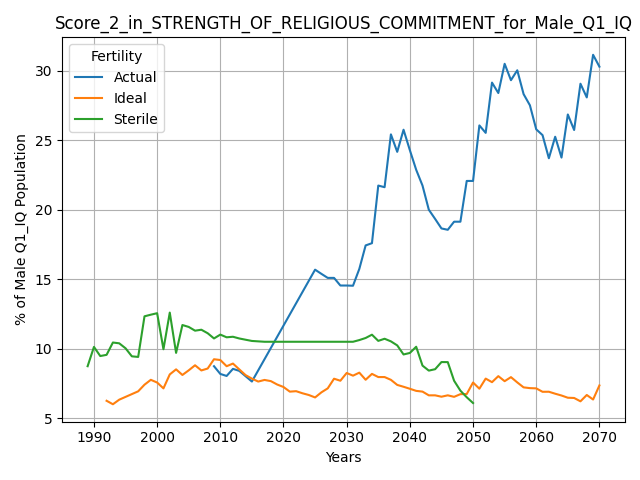 Score_2_in_STRENGTH_OF_RELIGIOUS_COMMITMENT_for_Male_Q1_IQ
Fertility
Actual
Ideal
Sterile
% of Male Q1_IQ Population
30
25
20
15
10
5
1990 2000 2010 2020 2030 2040 2050 2060 2070
Years